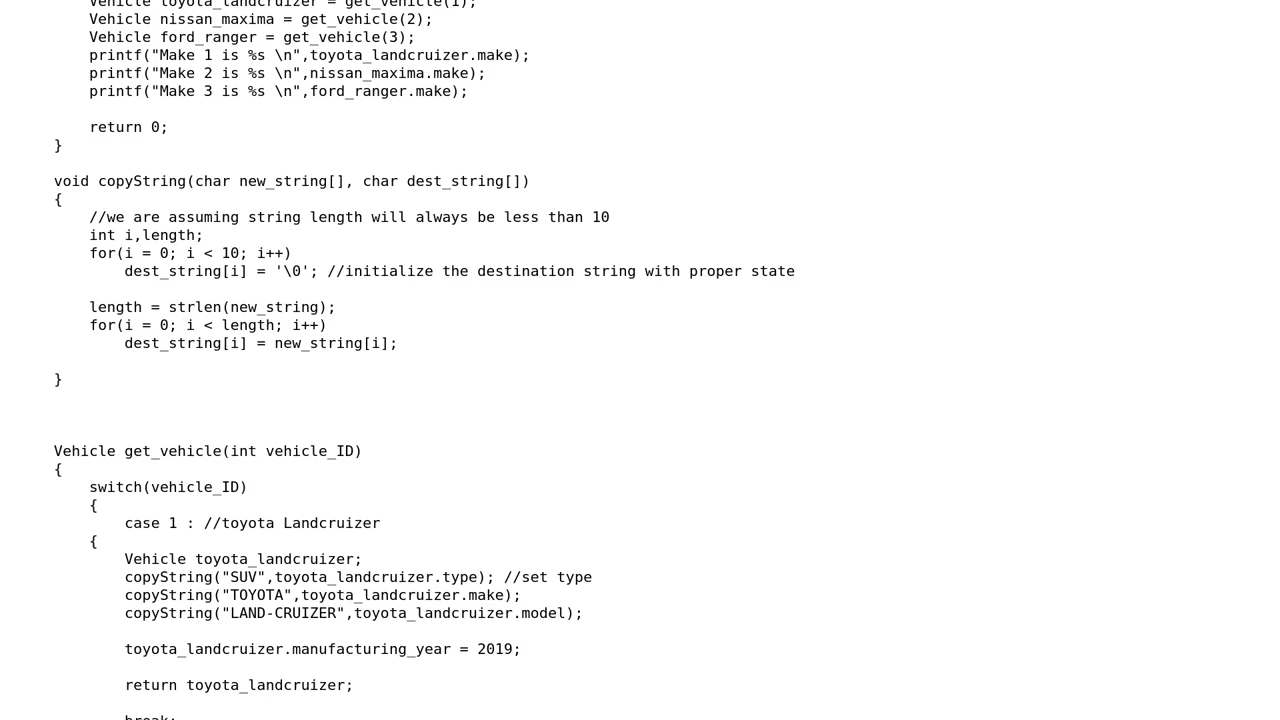 Vehicle toyota_landcruizer = get_vehicle(1);
Vehicle nissan_maxima = get_vehicle(2);
Vehicle ford_ranger = get_vehicle(3);
printf("Make 1 is %s \n",toyota_landcruizer.make);
printf("Make 2 is %s \n",nissan_maxima.make);
printf("Make 3 is %s \n",ford_ranger.make);
return 0;
}
void copyString(char new_string[], char dest_string[])
{
//we are assuming string length will always be less than 10
int i,length;
for(i = 0; i < 10; i++)
dest_string[i] = '\0'; //initialize the destination string with proper state
length = strlen(new_string);
for(i = 0; i < length; i++)
dest_string[i] = new_string[i];
}
Vehicle get_vehicle(int vehicle_ID)
{
switch(vehicle_ID)
{
case 1 : //toyota Landcruizer
{
Vehicle toyota_landcruizer;
copyString("SUV",toyota_landcruizer.type); //set type
copyString("TOYOTA",toyota_landcruizer.make);
copyString("LAND-CRUIZER",toyota_landcruizer.model);
toyota_landcruizer.manufacturing_year = 2019;
return toyota_landcruizer;
break;